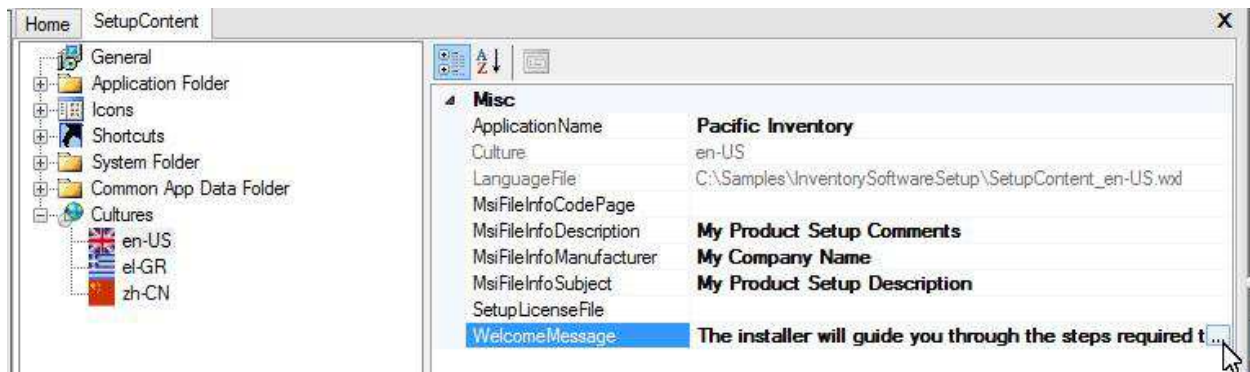 Home SetupContent X
General
Application Folder
Icons
Shortcuts
System Folder
Common App Data Folder
Cultures
en-US
el-GR
zh-CN
Misc
ApplicationName Pacific Inventory
Culture en-US
LanguageFile C:\Samples\InventorySoftwareSetup\SetupContent_en-US.wxl
MsiFileInfoCodePage
MsiFileInfoDescription My Product Setup Comments
MsiFileInfoManufacturer My Company Name
MsiFileInfoSubject My Product Setup Description
SetupLicenseFile
WelcomeMessage The installer will guide you through the steps required t ...